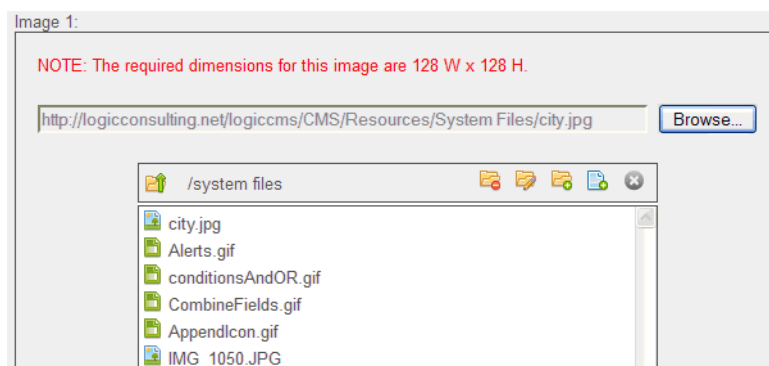 Image 1:
NOTE: The required dimensions for this image are 128 W x 128 H.
http://logicconsulting.net/logiccms/CMS/Resources/System Files/city.jpg Browse...
/system files
city.jpg
Alerts.gif
conditionsAndOR.gif
CombineFields.gif
AppendIcon.gif
IMG_1050.JPG